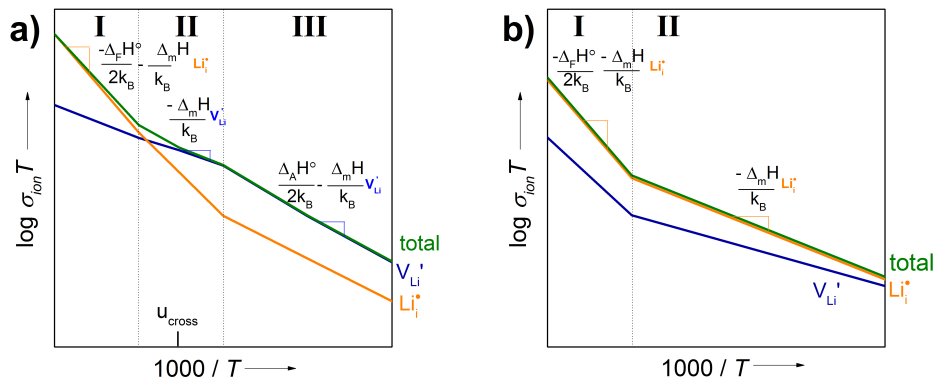 a)
I II III
-Δ_F H° / 2k_B - Δ_m H / k_B Li_i^•
-Δ_m H / k_B V_Li'
Δ_A H° / 2k_B - Δ_m H / k_B V_Li'
total
V_Li'
Li_i^•
u_cross
log σ_ion T
1000 / T
b)
I II
-Δ_F H° / 2k_B - Δ_m H / k_B Li_i^•
-Δ_m H / k_B Li_i^•
total
V_Li'
Li_i^•
log σ_ion T
1000 / T